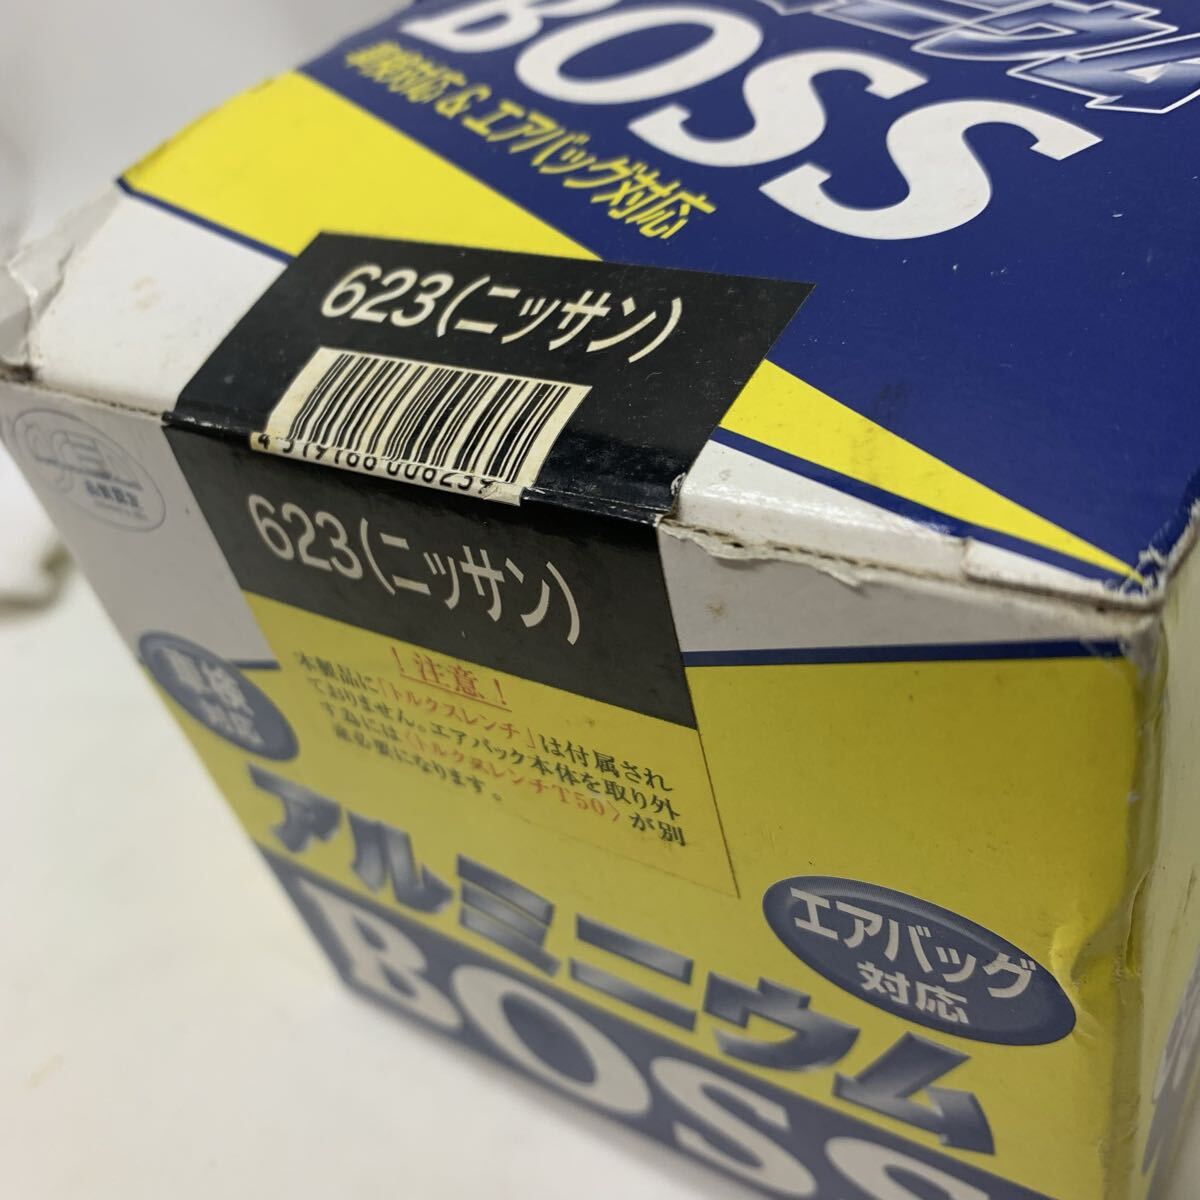 ミニウム
BOSS
車検対応&エアバッグ対応
623(ニッサン)
623(ニッサン)
!注意!
本製品に「トルクスレンチ」は付属され
ておりません。エアバック本体を取り外
す為には〈トルクスレンチT50〉が別
途必要になります。
車検
対応
アルミニウム
BOSS
エアバッグ
対応